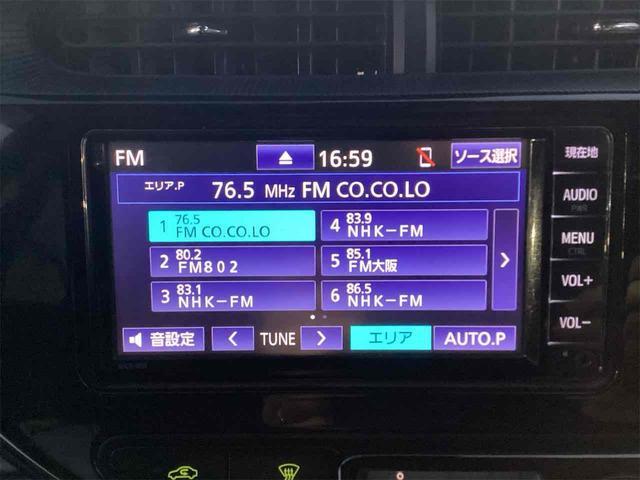 FM
16:59
ソース選択
現在地
エリア.P
76.5 MHz FM CO.CO.LO
AUDIO
PWR
1 76.5 FM CO.CO.LO
4 83.9 NHK-FM
MENU
CTRL
2 80.2 FM802
5 85.1 FM大阪
VOL+
3 83.1 NHK-FM
6 86.5 NHK-FM
VOL-
音設定
TUNE
エリア
AUTO.P